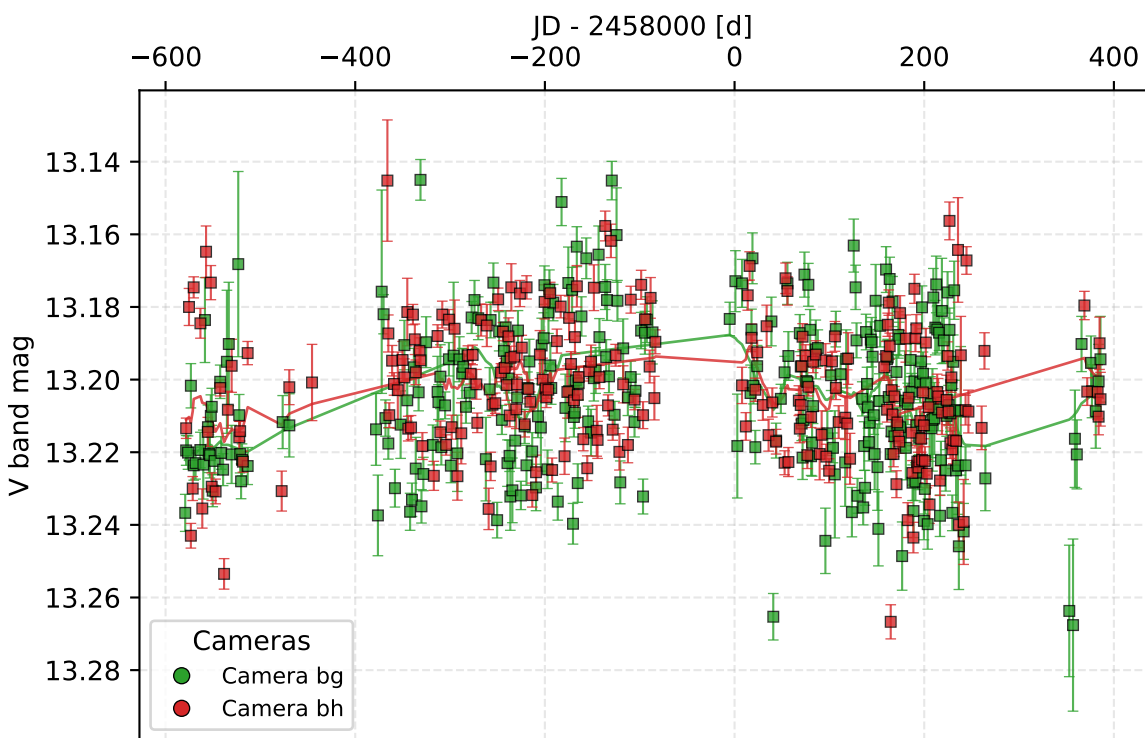 JD - 2458000 [d]
−600 −400 −200 0 200 400
V band mag
13.14
13.16
13.18
13.20
13.22
13.24
13.26
13.28
Cameras
Camera bg
Camera bh